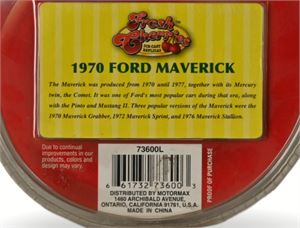 Fresh Cherries
DIE CAST REPLICAS
1970 FORD MAVERICK
The Maverick was produced from 1970 until 1977, together with its Mercury
twin, the Comet. It was one of Ford's most popular cars during that era, along
with the Pinto and Mustang II. Three popular versions of the Maverick were the
1970 Maverick Grabber, 1972 Maverick Sprint, and 1976 Maverick Stallion.
Due to continual
improvements in our
products, colors and
design may vary.
73600L
6 61732 73600 3
PROOF OF PURCHASE
DISTRIBUTED BY MOTORMAX
1460 ARCHIBALD AVENUE,
ONTARIO, CALIFORNIA 91761, U.S.A.
MADE IN CHINA